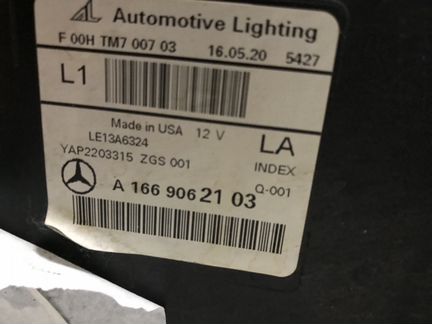 AL Automotive Lighting
F 00H TM7 007 03 16.05.20 5427
L1
Made in USA 12 V
LE13A6324
LA
YAP2203315 ZGS 001
INDEX
Q-001
A 166 906 21 03